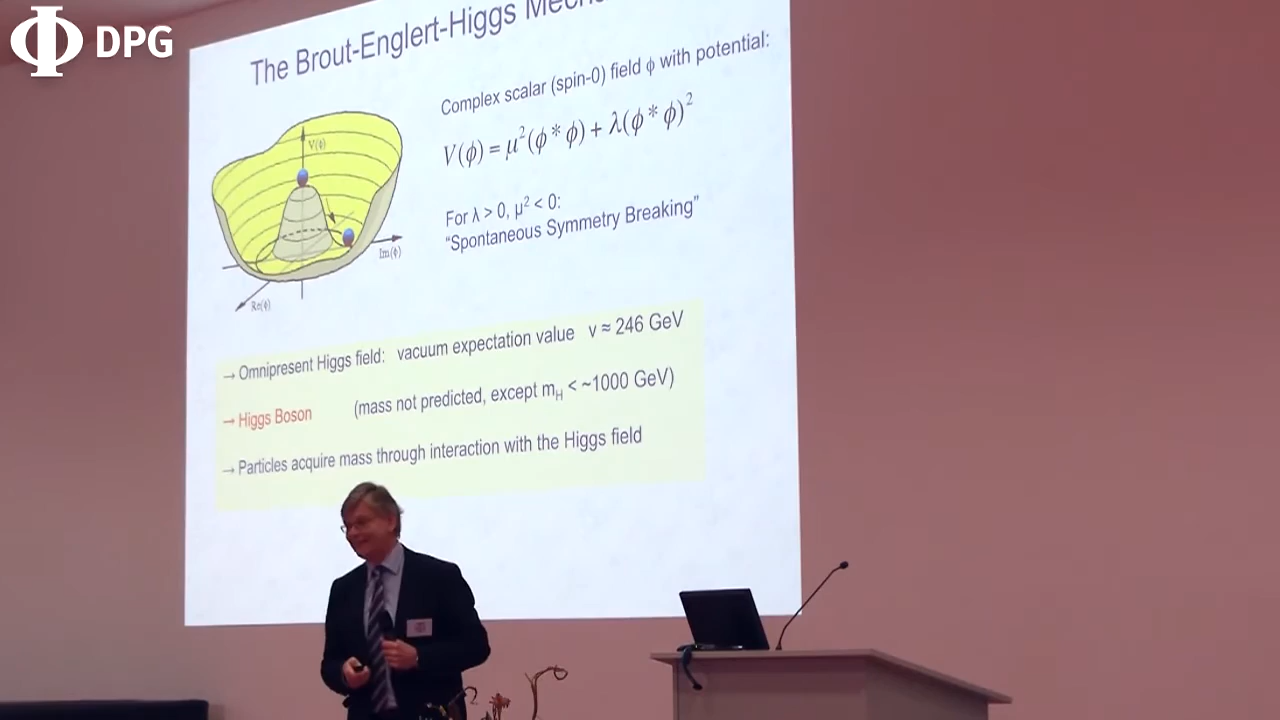 DPG
The Brout-Englert-Higgs
Complex scalar (spin-0) field ϕ with potential:
V(ϕ) = μ²(ϕ*ϕ) + λ(ϕ*ϕ)²
For λ > 0, μ² < 0:
“Spontaneous Symmetry Breaking”
V(ϕ)
Im(ϕ)
Re(ϕ)
→ Omnipresent Higgs field: vacuum expectation value v ≈ 246 GeV
→ Higgs Boson (mass not predicted, except m_H < ~1000 GeV)
→ Particles acquire mass through interaction with the Higgs field